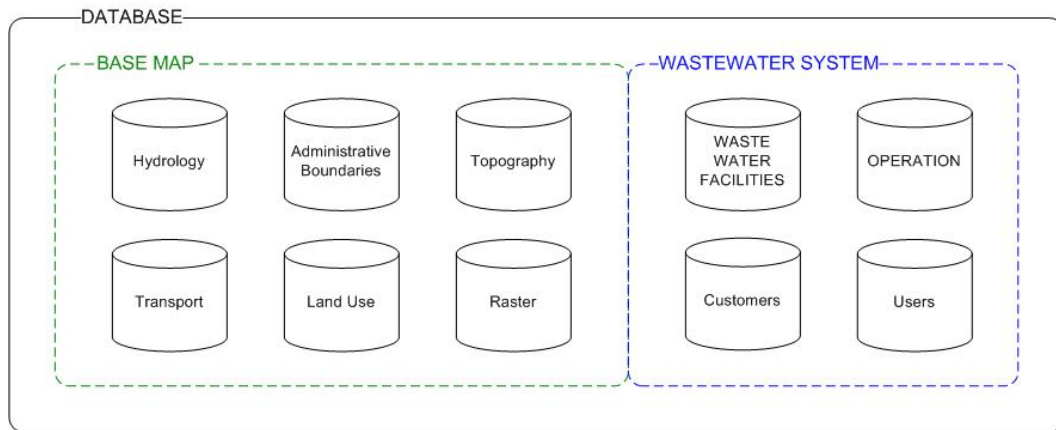 DATABASE
BASE MAP
Hydrology
Administrative
Boundaries
Topography
Transport
Land Use
Raster
WASTEWATER SYSTEM
WASTE
WATER
FACILITIES
OPERATION
Customers
Users